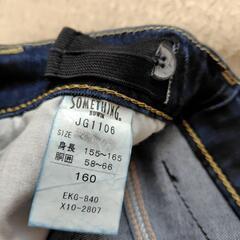 SOMETHING.
EDWIN
JG1106
SIZE
身長 155~165
胴囲 58~66
160
EKG-840
X10-2807